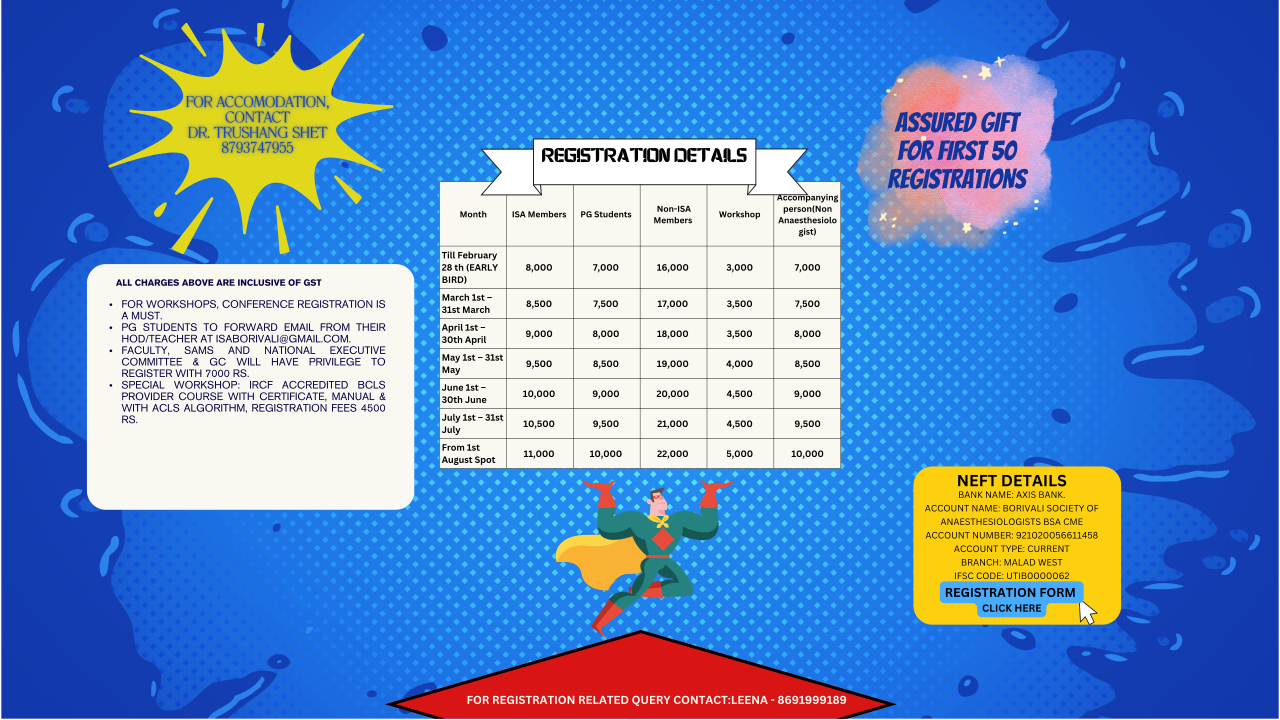 FOR ACCOMODATION,
CONTACT
DR. TRUSHANG SHET
8793747955
ASSURED GIFT
FOR FIRST 50
REGISTRATIONS
REGISTRATION DETAILS
Month ISA Members PG Students Non-ISA Members Workshop Accompanying person(Non Anaesthesiologist)
Till February 28 th (EARLY BIRD) 8,000 7,000 16,000 3,000 7,000
March 1st – 31st March 8,500 7,500 17,000 3,500 7,500
April 1st – 30th April 9,000 8,000 18,000 3,500 8,000
May 1st – 31st May 9,500 8,500 19,000 4,000 8,500
June 1st – 30th June 10,000 9,000 20,000 4,500 9,000
July 1st – 31st July 10,500 9,500 21,000 4,500 9,500
From 1st August Spot 11,000 10,000 22,000 5,000 10,000
ALL CHARGES ABOVE ARE INCLUSIVE OF GST
• FOR WORKSHOPS, CONFERENCE REGISTRATION IS
A MUST.
• PG STUDENTS TO FORWARD EMAIL FROM THEIR
HOD/TEACHER AT ISABORIVALI@GMAIL.COM.
• FACULTY, SAMS AND NATIONAL EXECUTIVE
COMMITTEE & GC WILL HAVE PRIVILEGE TO
REGISTER WITH 7000 RS.
• SPECIAL WORKSHOP: IRCF ACCREDITED BCLS
PROVIDER COURSE WITH CERTIFICATE, MANUAL &
WITH ACLS ALGORITHM, REGISTRATION FEES 4500
RS.
NEFT DETAILS
BANK NAME: AXIS BANK.
ACCOUNT NAME: BORIVALI SOCIETY OF
ANAESTHESIOLOGISTS BSA CME
ACCOUNT NUMBER: 921020056611458
ACCOUNT TYPE: CURRENT
BRANCH: MALAD WEST
IFSC CODE: UTIB0000062
REGISTRATION FORM
CLICK HERE
FOR REGISTRATION RELATED QUERY CONTACT:LEENA - 8691999189